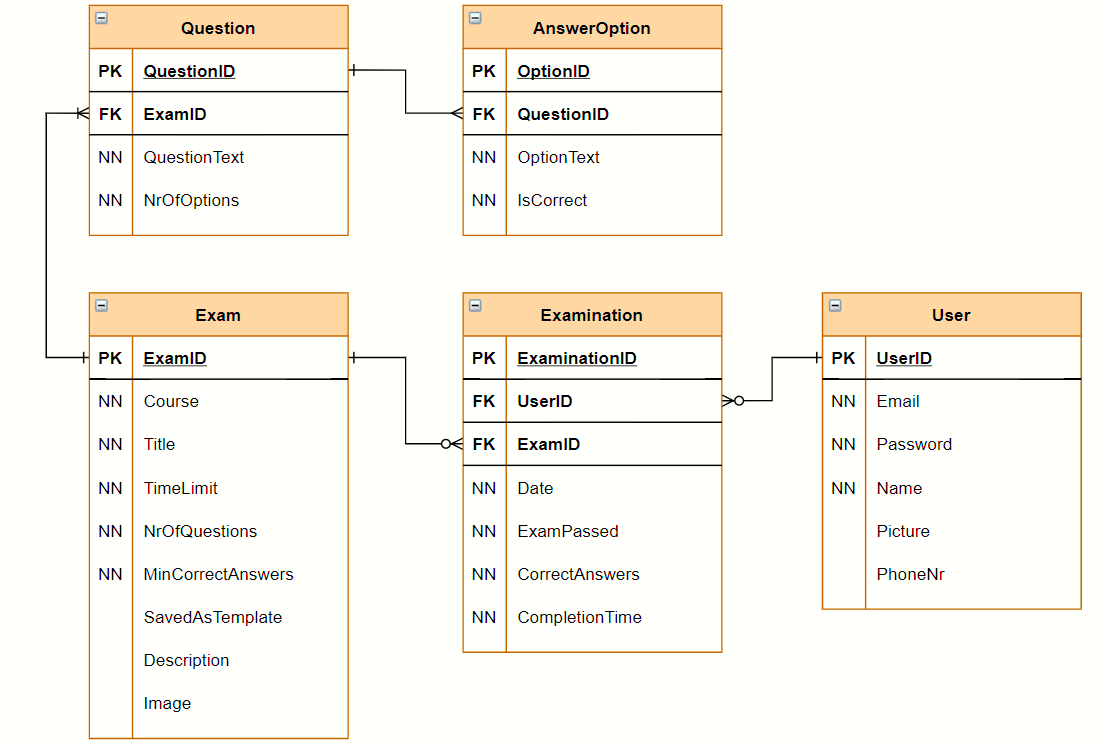 Question
PK QuestionID
FK ExamID
NN QuestionText
NN NrOfOptions
AnswerOption
PK OptionID
FK QuestionID
NN OptionText
NN IsCorrect
Exam
PK ExamID
NN Course
NN Title
NN TimeLimit
NN NrOfQuestions
NN MinCorrectAnswers
SavedAsTemplate
Description
Image
Examination
PK ExaminationID
FK UserID
FK ExamID
NN Date
NN ExamPassed
NN CorrectAnswers
NN CompletionTime
User
PK UserID
NN Email
NN Password
NN Name
Picture
PhoneNr